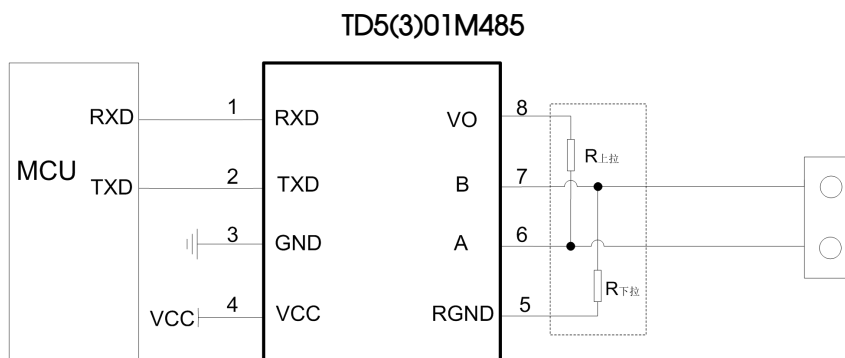 TD5(3)01M485
RXD 1 RXD VO 8
R上拉
MCU
TXD 2 TXD B 7
3 GND A 6
R下拉
VCC 4 VCC RGND 5